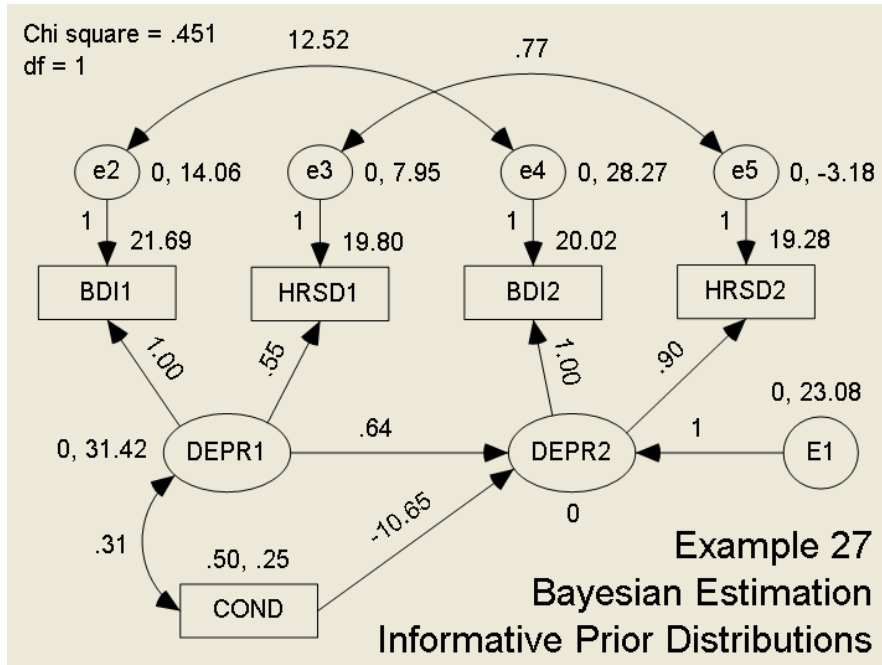 Chi square = .451
df = 1
12.52
.77
e2
0, 14.06
e3
0, 7.95
e4
0, 28.27
e5
0, -3.18
1
21.69
1
19.80
1
20.02
1
19.28
BDI1
HRSD1
BDI2
HRSD2
1.00
.55
1.00
.90
0, 23.08
0, 31.42
DEPR1
.64
DEPR2
1
E1
0
.31
-10.65
.50, .25
COND
Example 27
Bayesian Estimation
Informative Prior Distributions